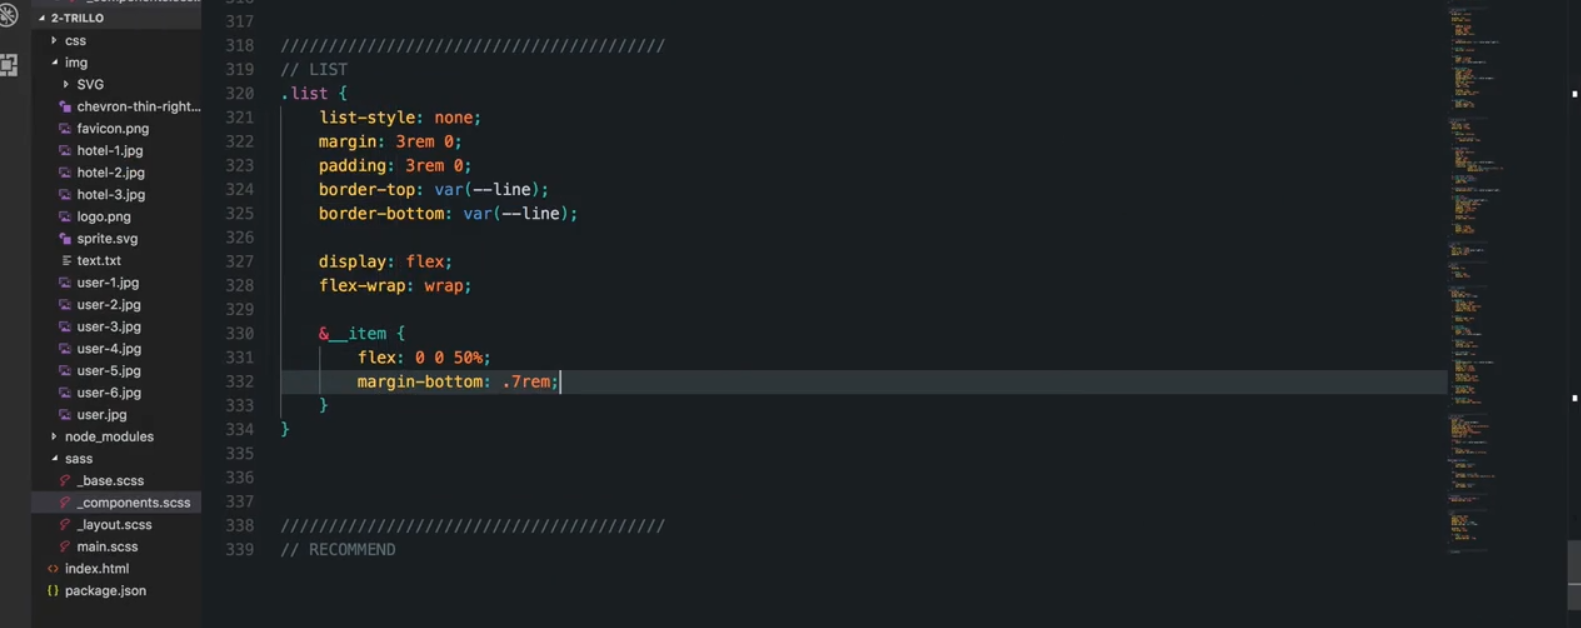 2-TRILLO
css
img
SVG
chevron-thin-right...
favicon.png
hotel-1.jpg
hotel-2.jpg
hotel-3.jpg
logo.png
sprite.svg
text.txt
user-1.jpg
user-2.jpg
user-3.jpg
user-4.jpg
user-5.jpg
user-6.jpg
user.jpg
node_modules
sass
_base.scss
_components.scss
_layout.scss
main.scss
index.html
package.json
317
318 ////////////////////////////////////////
319 // LIST
320 .list {
321 list-style: none;
322 margin: 3rem 0;
323 padding: 3rem 0;
324 border-top: var(--line);
325 border-bottom: var(--line);
326
327 display: flex;
328 flex-wrap: wrap;
329
330 &__item {
331 flex: 0 0 50%;
332 margin-bottom: .7rem;
333 }
334 }
335
336
337
338 ////////////////////////////////////////
339 // RECOMMEND